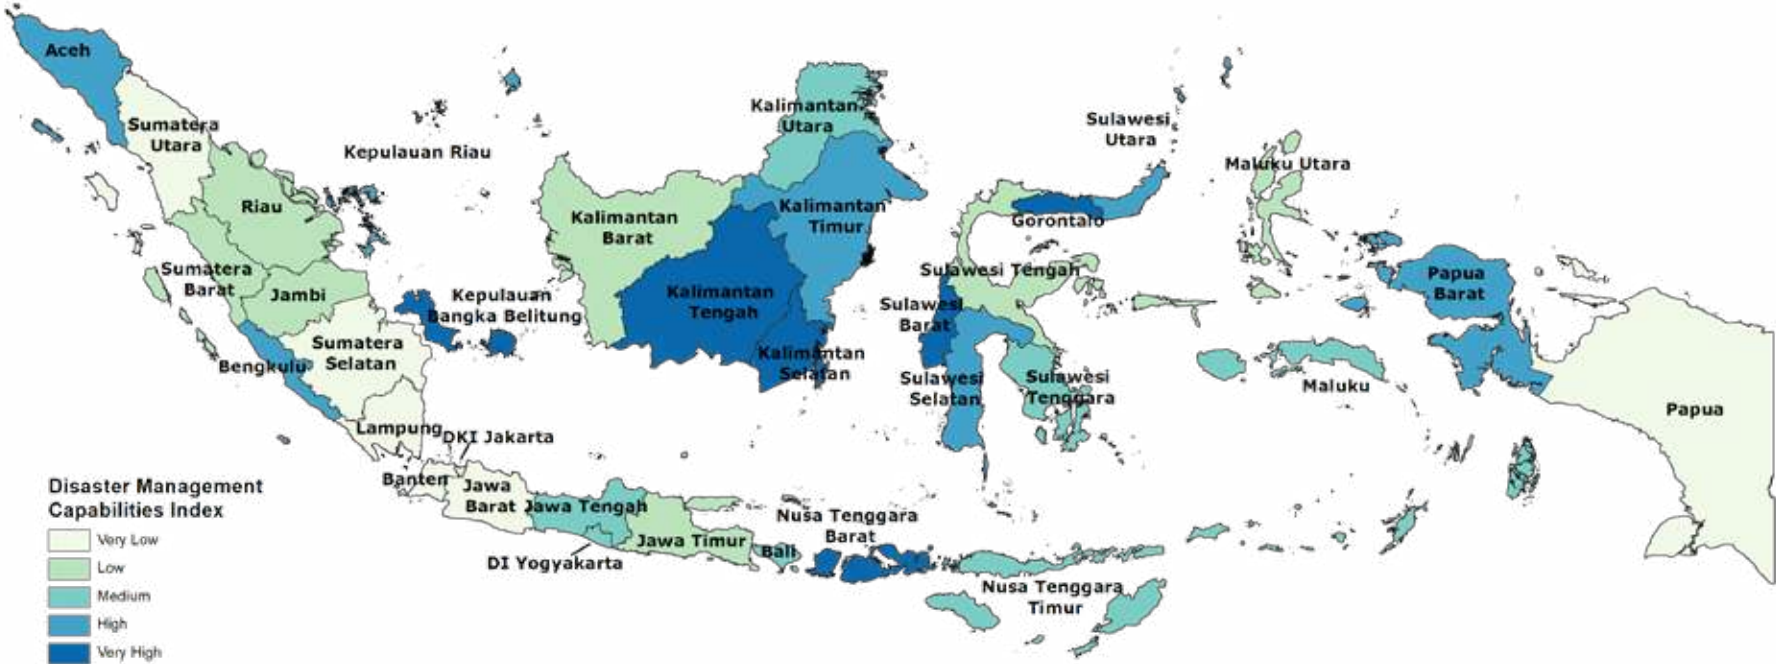 Aceh
Sumatera
Utara
Kepulauan Riau
Riau
Sumatera
Barat
Jambi
Kepulauan
Bangka Belitung
Sumatera
Selatan
Bengkulu
Lampung
DKI Jakarta
Banten
Jawa
Barat
Jawa Tengah
DI Yogyakarta
Jawa Timur
Bali
Nusa Tenggara
Barat
Nusa Tenggara
Timur
Kalimantan
Utara
Kalimantan
Barat
Kalimantan
Timur
Kalimantan
Tengah
Kalimantan
Selatan
Sulawesi
Utara
Gorontalo
Sulawesi Tengah
Sulawesi
Barat
Sulawesi
Selatan
Sulawesi
Tenggara
Maluku Utara
Maluku
Papua
Barat
Papua
Disaster Management
Capabilities Index
Very Low
Low
Medium
High
Very High